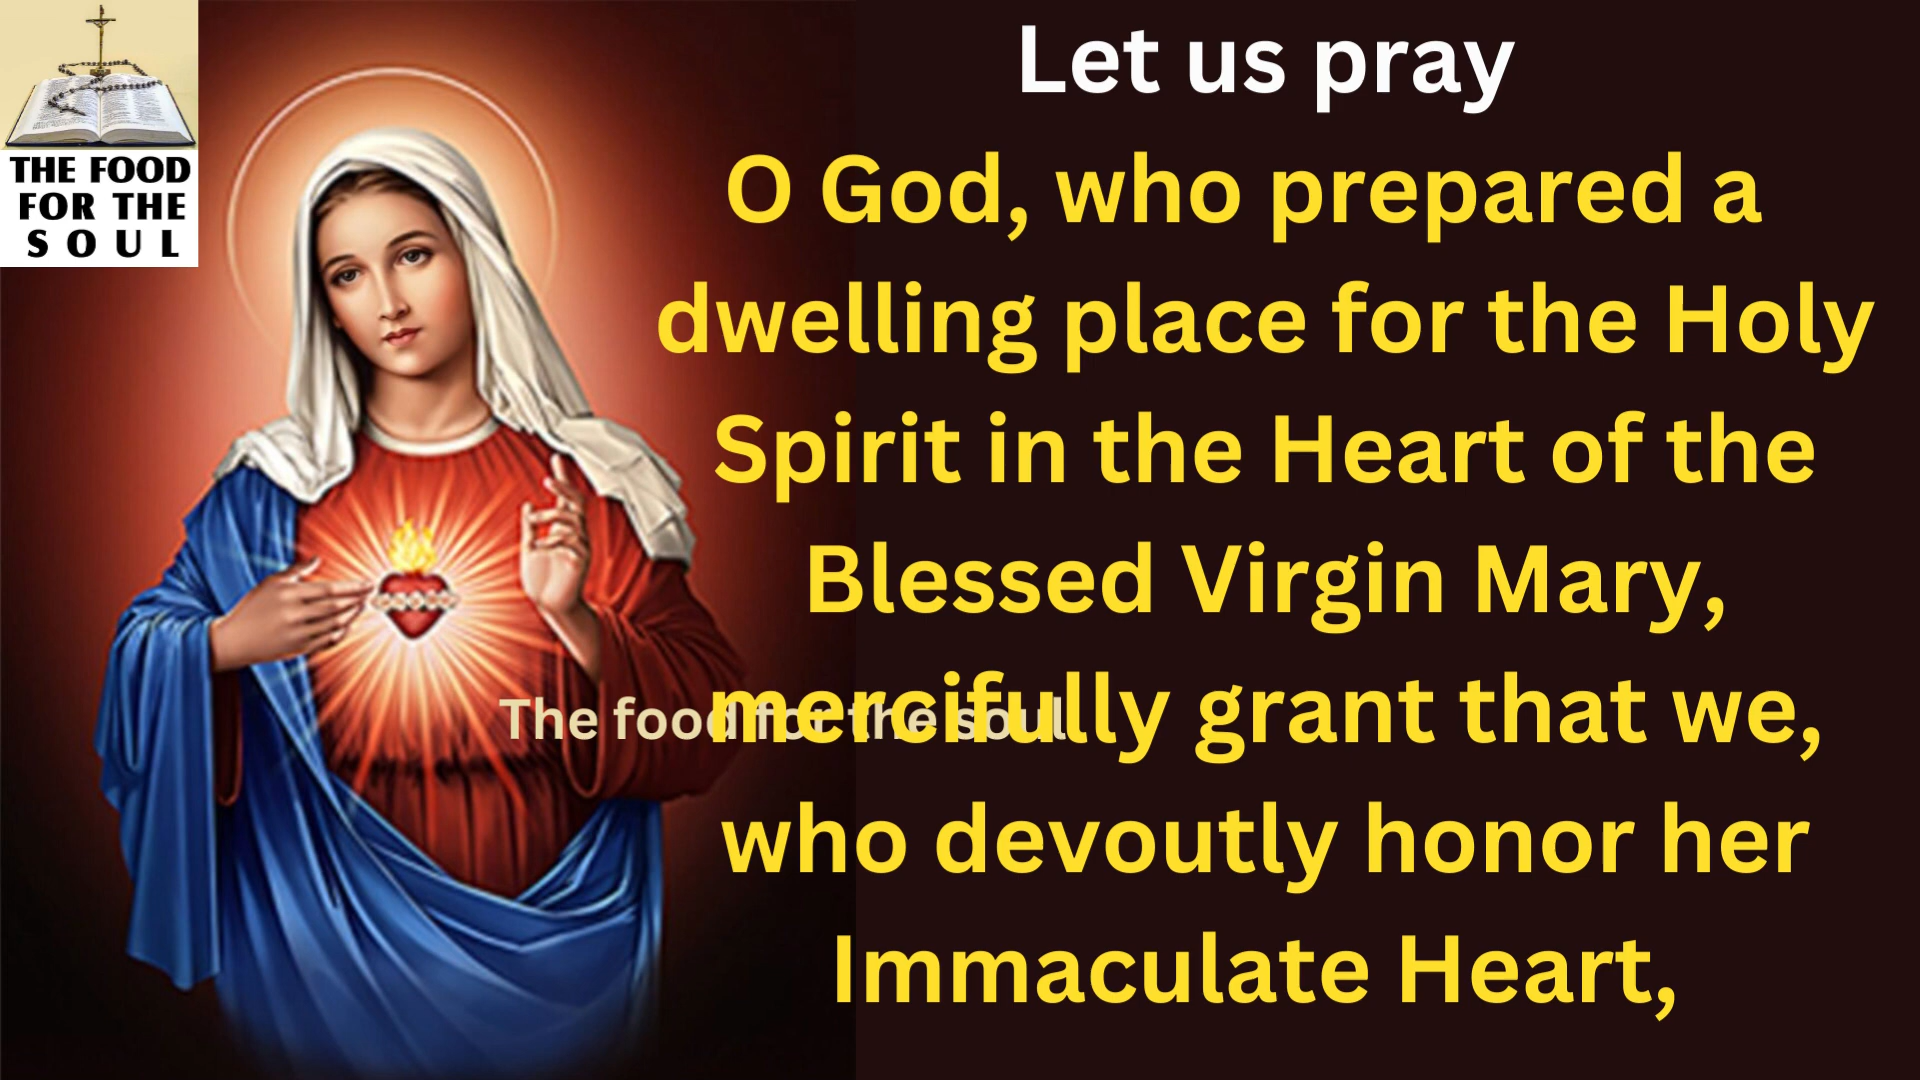 THE FOOD
FOR THE
SOUL
Let us pray
O God, who prepared a
dwelling place for the Holy
Spirit in the Heart of the
Blessed Virgin Mary,
mercifully grant that we,
who devoutly honor her
Immaculate Heart,
The food for the soul